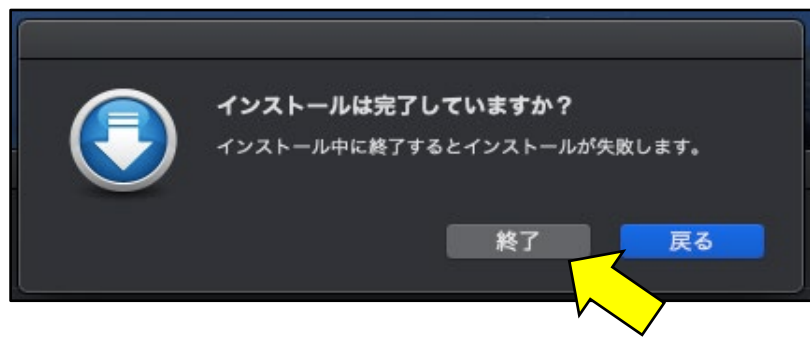 インストールは完了していますか？
インストール中に終了するとインストールが失敗します。
終了
戻る